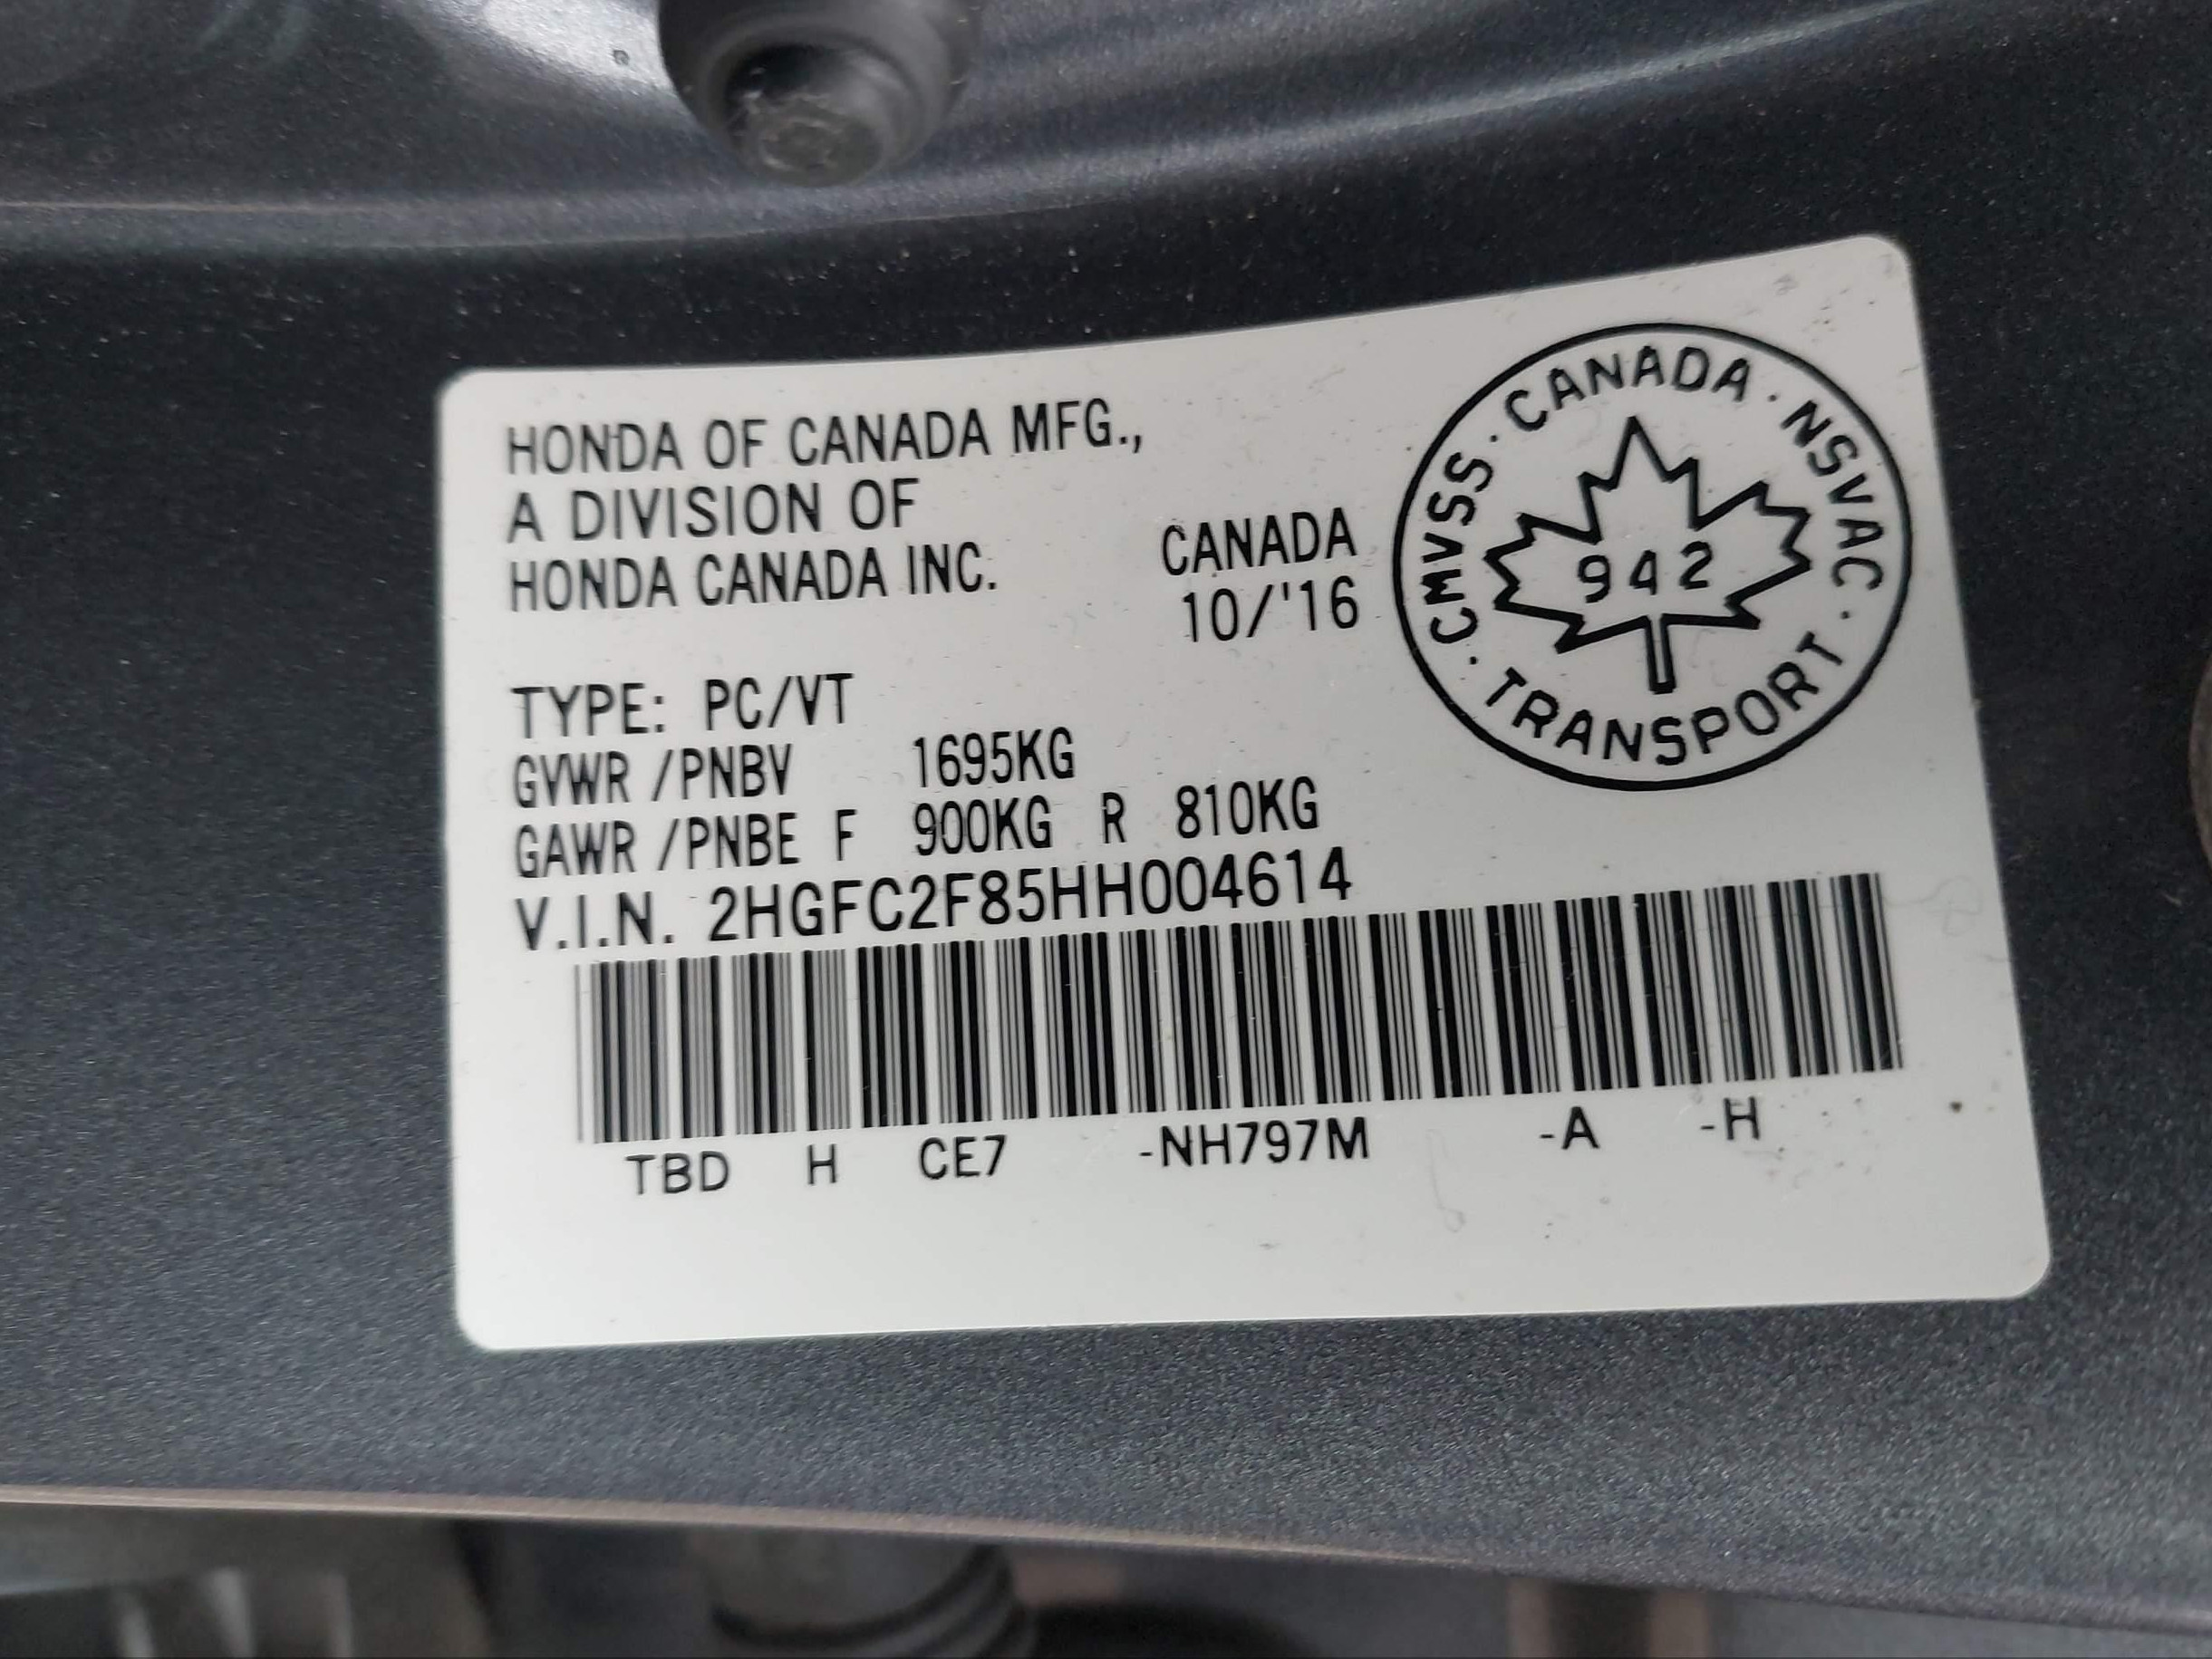 HONDA OF CANADA MFG.,
A DIVISION OF
HONDA CANADA INC.
CANADA
10/'16
CMVSS · CANADA · NSVAC · TRANSPORT ·
942
TYPE: PC/VT
GVWR /PNBV 1695KG
GAWR /PNBE F 900KG R 810KG
V.I.N. 2HGFC2F85HH004614
TBD H CE7 -NH797M -A -H